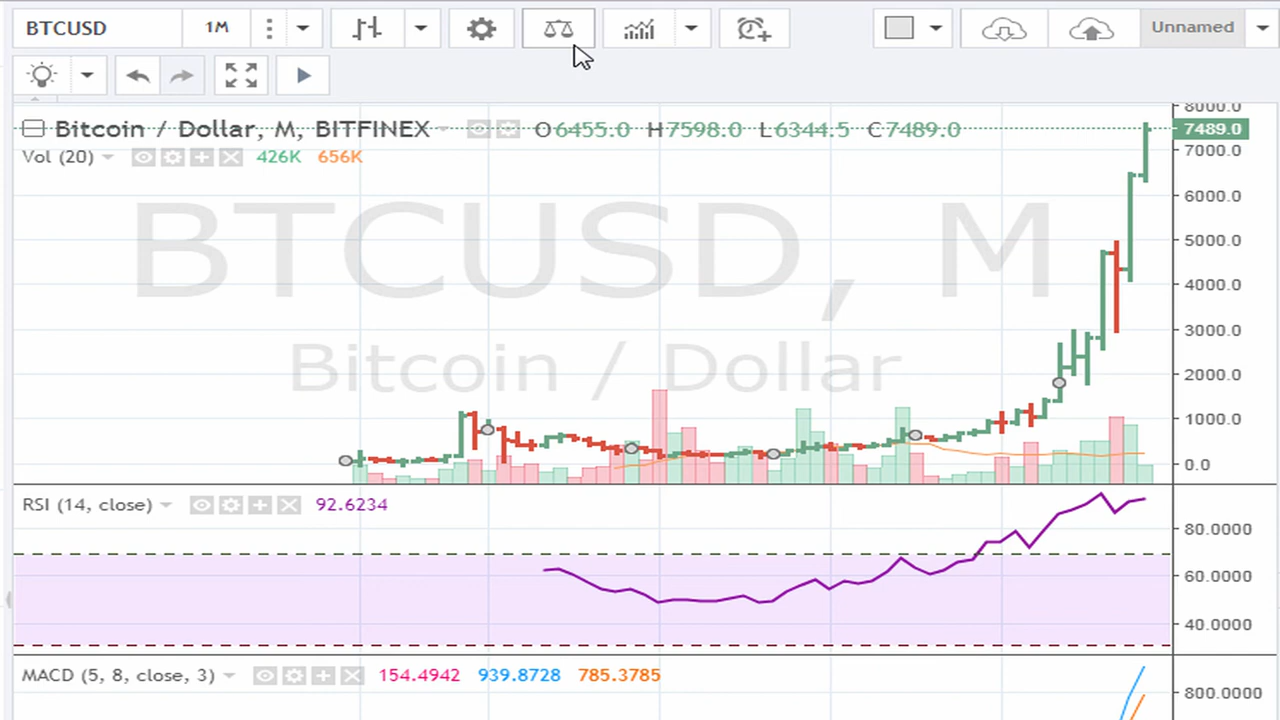 BTCUSD 1M Unnamed
8000.0
Bitcoin / Dollar, M, BITFINEX O6455.0 H7598.0 L6344.5 C7489.0 7489.0
Vol (20) 426K 656K
7000.0
6000.0
BTCUSD, M
5000.0
4000.0
3000.0
Bitcoin / Dollar
2000.0
1000.0
0.0
RSI (14, close) 92.6234
80.0000
60.0000
40.0000
MACD (5, 8, close, 3) 154.4942 939.8728 785.3785
800.0000